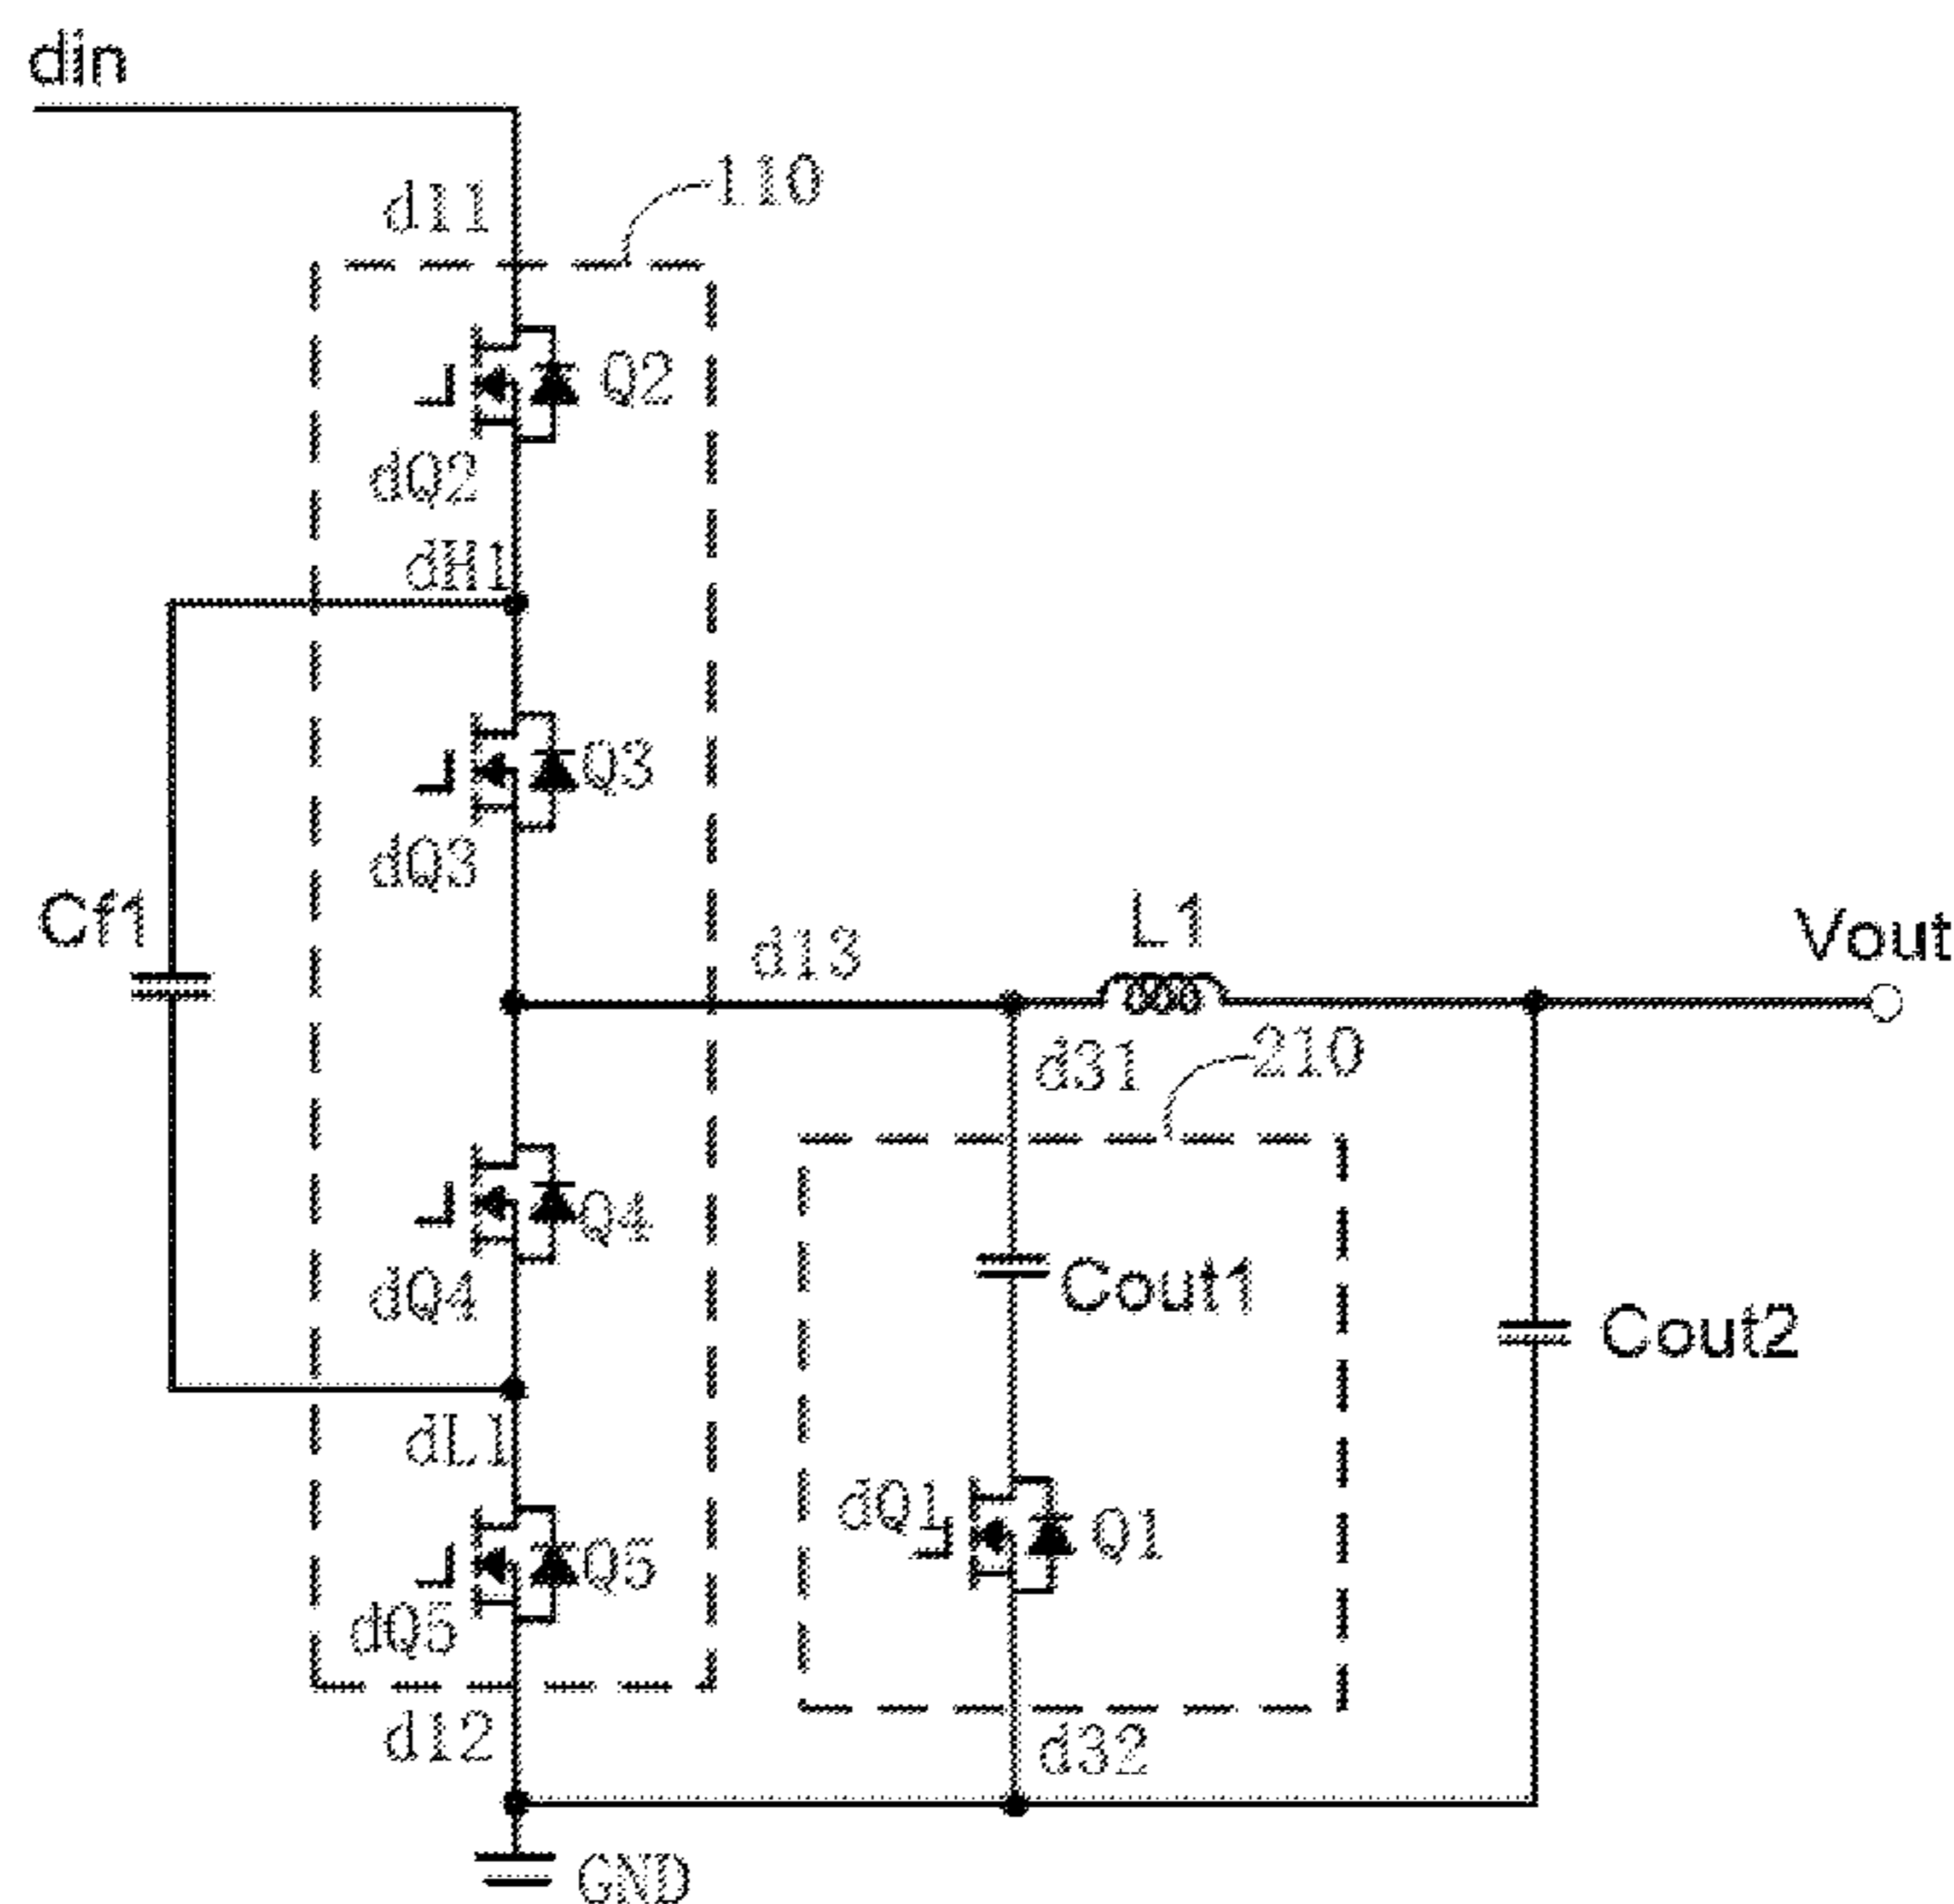 din
d11
110
Q2
dQ2
dH1
Q3
dQ3
Cf1
d13
L1
Vout
d31
210
Q4
dQ4
Cout1
Cout2
dL1
dQ1
Q1
Q5
dQ5
d12
d32
GND